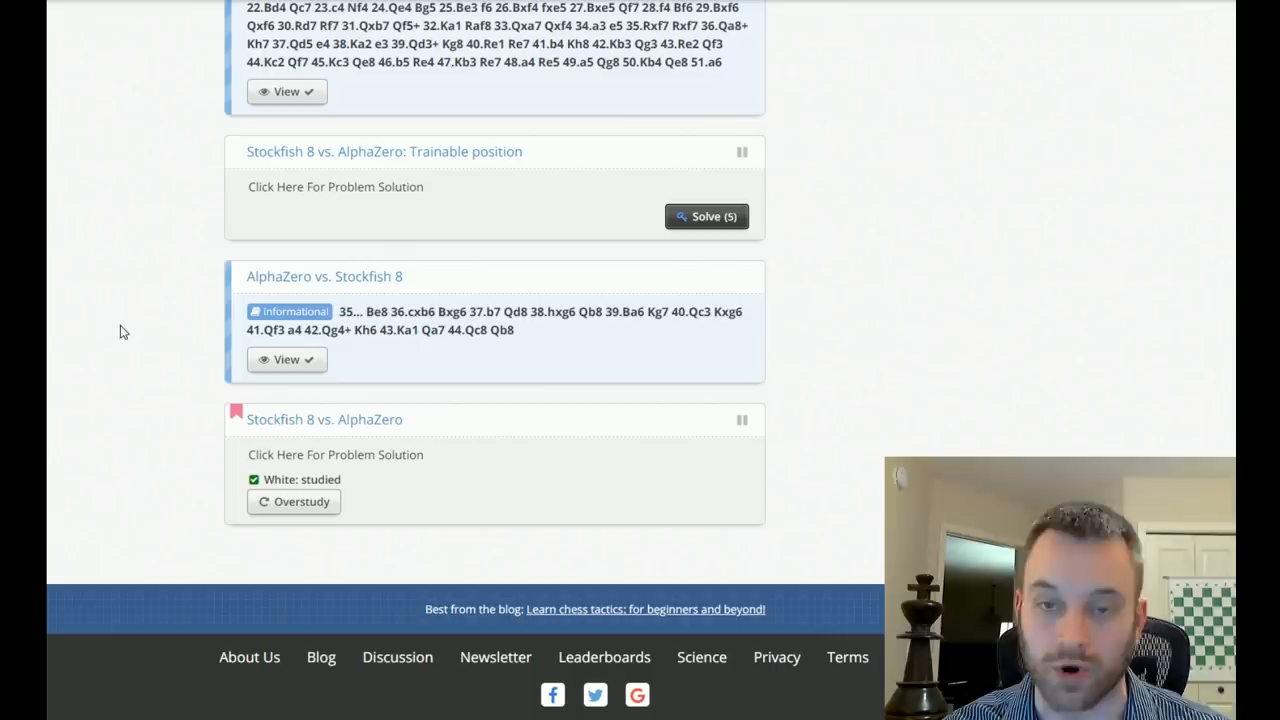 22.Bd4 Qc7 23.c4 Nf4 24.Qe4 Bg5 25.Be3 f6 26.Bxf4 fxe5 27.Bxe5 Qf7 28.f4 Bf6 29.Bxf6
Qxf6 30.Rd7 Rf7 31.Qxb7 Qf5+ 32.Ka1 Raf8 33.Qxa7 Qxf4 34.a3 e5 35.Rxf7 Rxf7 36.Qa8+
Kh7 37.Qd5 e4 38.Ka2 e3 39.Qd3+ Kg8 40.Re1 Re7 41.b4 Kh8 42.Kb3 Qg3 43.Re2 Qf3
44.Kc2 Qf7 45.Kc3 Qe8 46.b5 Re4 47.Kb3 Re7 48.a4 Re5 49.a5 Qg8 50.Kb4 Qe8 51.a6
View
Stockfish 8 vs. AlphaZero: Trainable position
Click Here For Problem Solution
Solve (5)
AlphaZero vs. Stockfish 8
Informational 35... Be8 36.cxb6 Bxg6 37.b7 Qd8 38.hxg6 Qb8 39.Ba6 Kg7 40.Qc3 Kxg6
41.Qf3 a4 42.Qg4+ Kh6 43.Ka1 Qa7 44.Qc8 Qb8
View
Stockfish 8 vs. AlphaZero
Click Here For Problem Solution
White: studied
Overstudy
Best from the blog: Learn chess tactics: for beginners and beyond!
About Us Blog Discussion Newsletter Leaderboards Science Privacy Terms